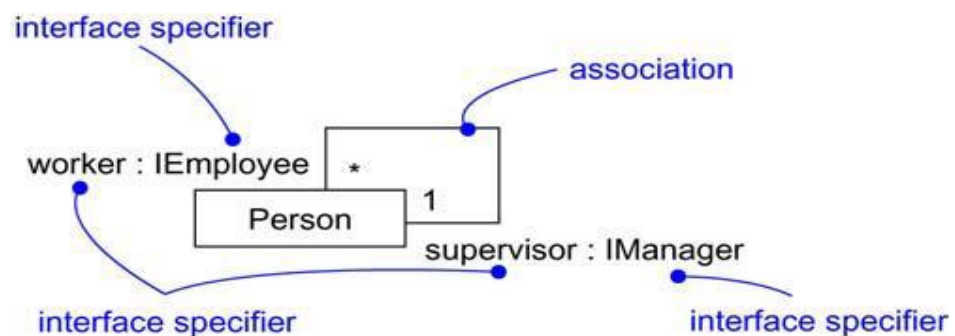 interface specifier
association
worker : IEmployee
*
1
Person
supervisor : IManager
interface specifier
interface specifier